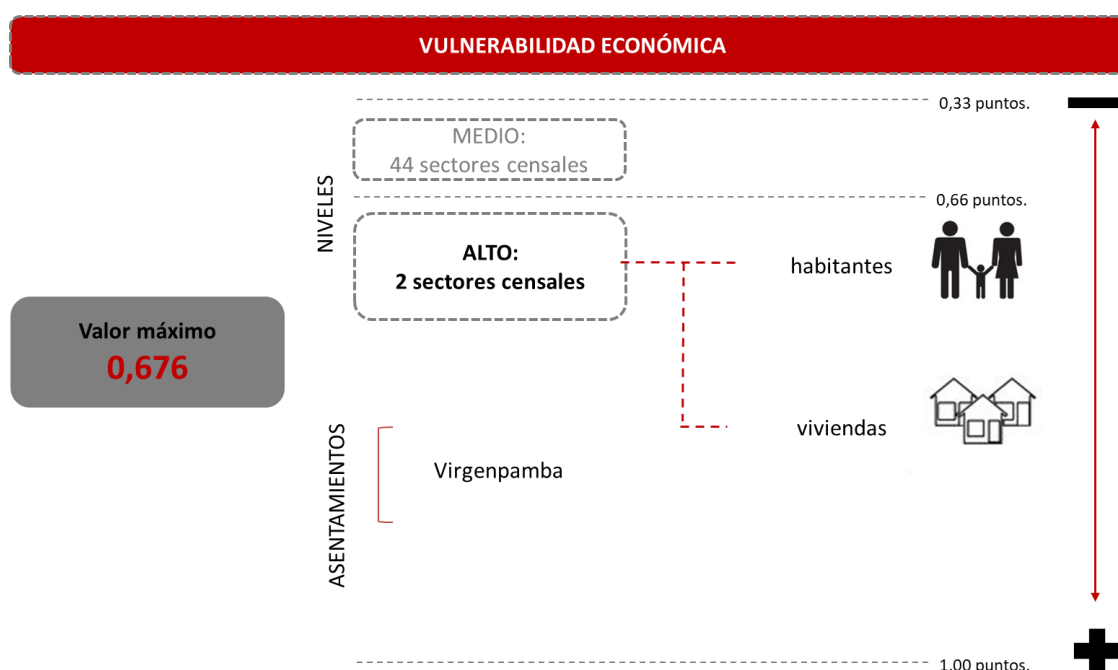 VULNERABILIDAD ECONÓMICA
0,33 puntos.
MEDIO:
44 sectores censales
NIVELES
0,66 puntos.
ALTO:
2 sectores censales
habitantes
Valor máximo
0,676
viviendas
ASENTAMIENTOS
Virgenpamba
1,00 puntos.